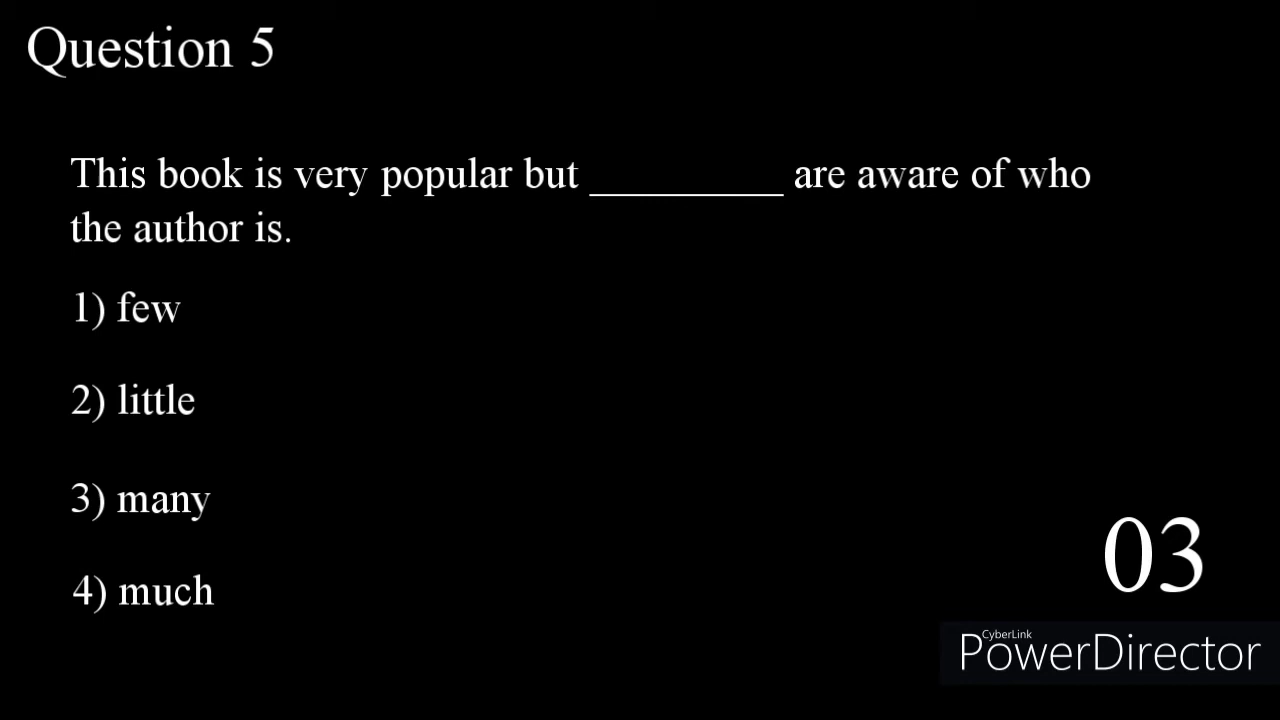 Question 5
This book is very popular but _________ are aware of who
the author is.
1) few
2) little
3) many
4) much
03
CyberLink
PowerDirector